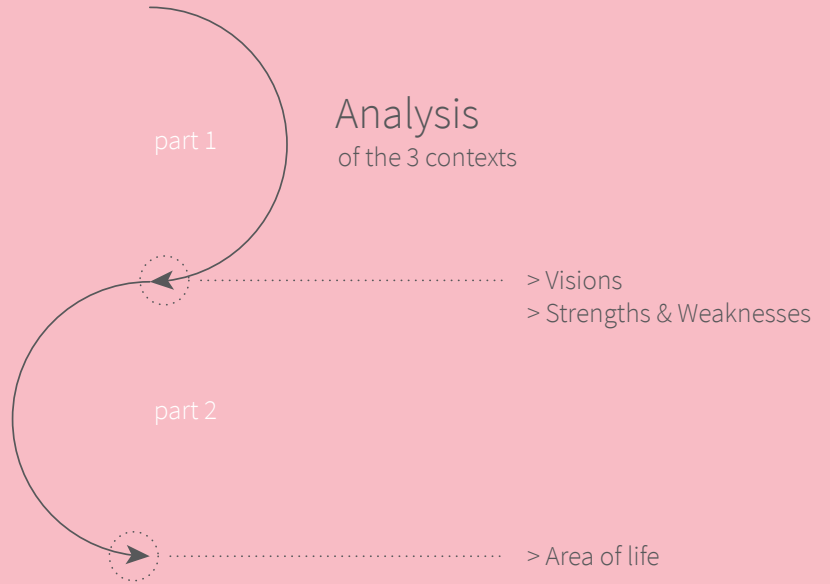 Analysis
part 1
of the 3 contexts
> Visions
> Strengths & Weaknesses
part 2
> Area of life